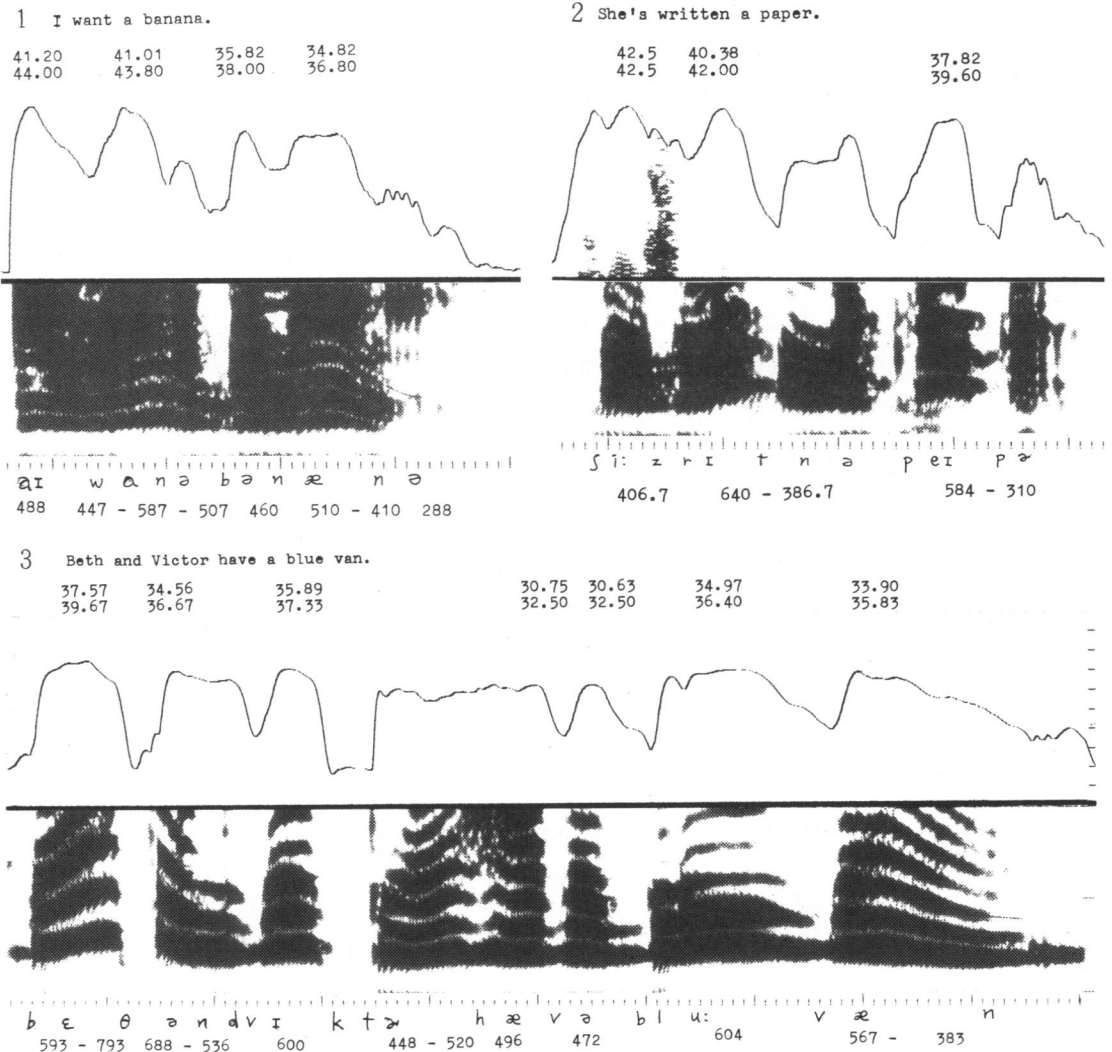 1 I want a banana.
41.20 41.01 35.82 34.82
44.00 43.80 38.00 36.80
aɪ w ɑ n ə b ə n æ n ə
488 447 - 587 - 507 460 510 - 410 288
2 She's written a paper.
42.5 40.38 37.82
42.5 42.00 39.60
ʃ i: z r ɪ t n ə p eɪ p ɚ
406.7 640 - 386.7 584 - 310
3 Beth and Victor have a blue van.
37.57 34.56 35.89 30.75 30.63 34.97 33.90
39.67 36.67 37.33 32.50 32.50 36.40 35.83
b ɛ θ ə n d v ɪ k t ɚ h æ v ə b l u: v æ n
593 - 793 688 - 536 600 448 - 520 496 472 604 567 - 383